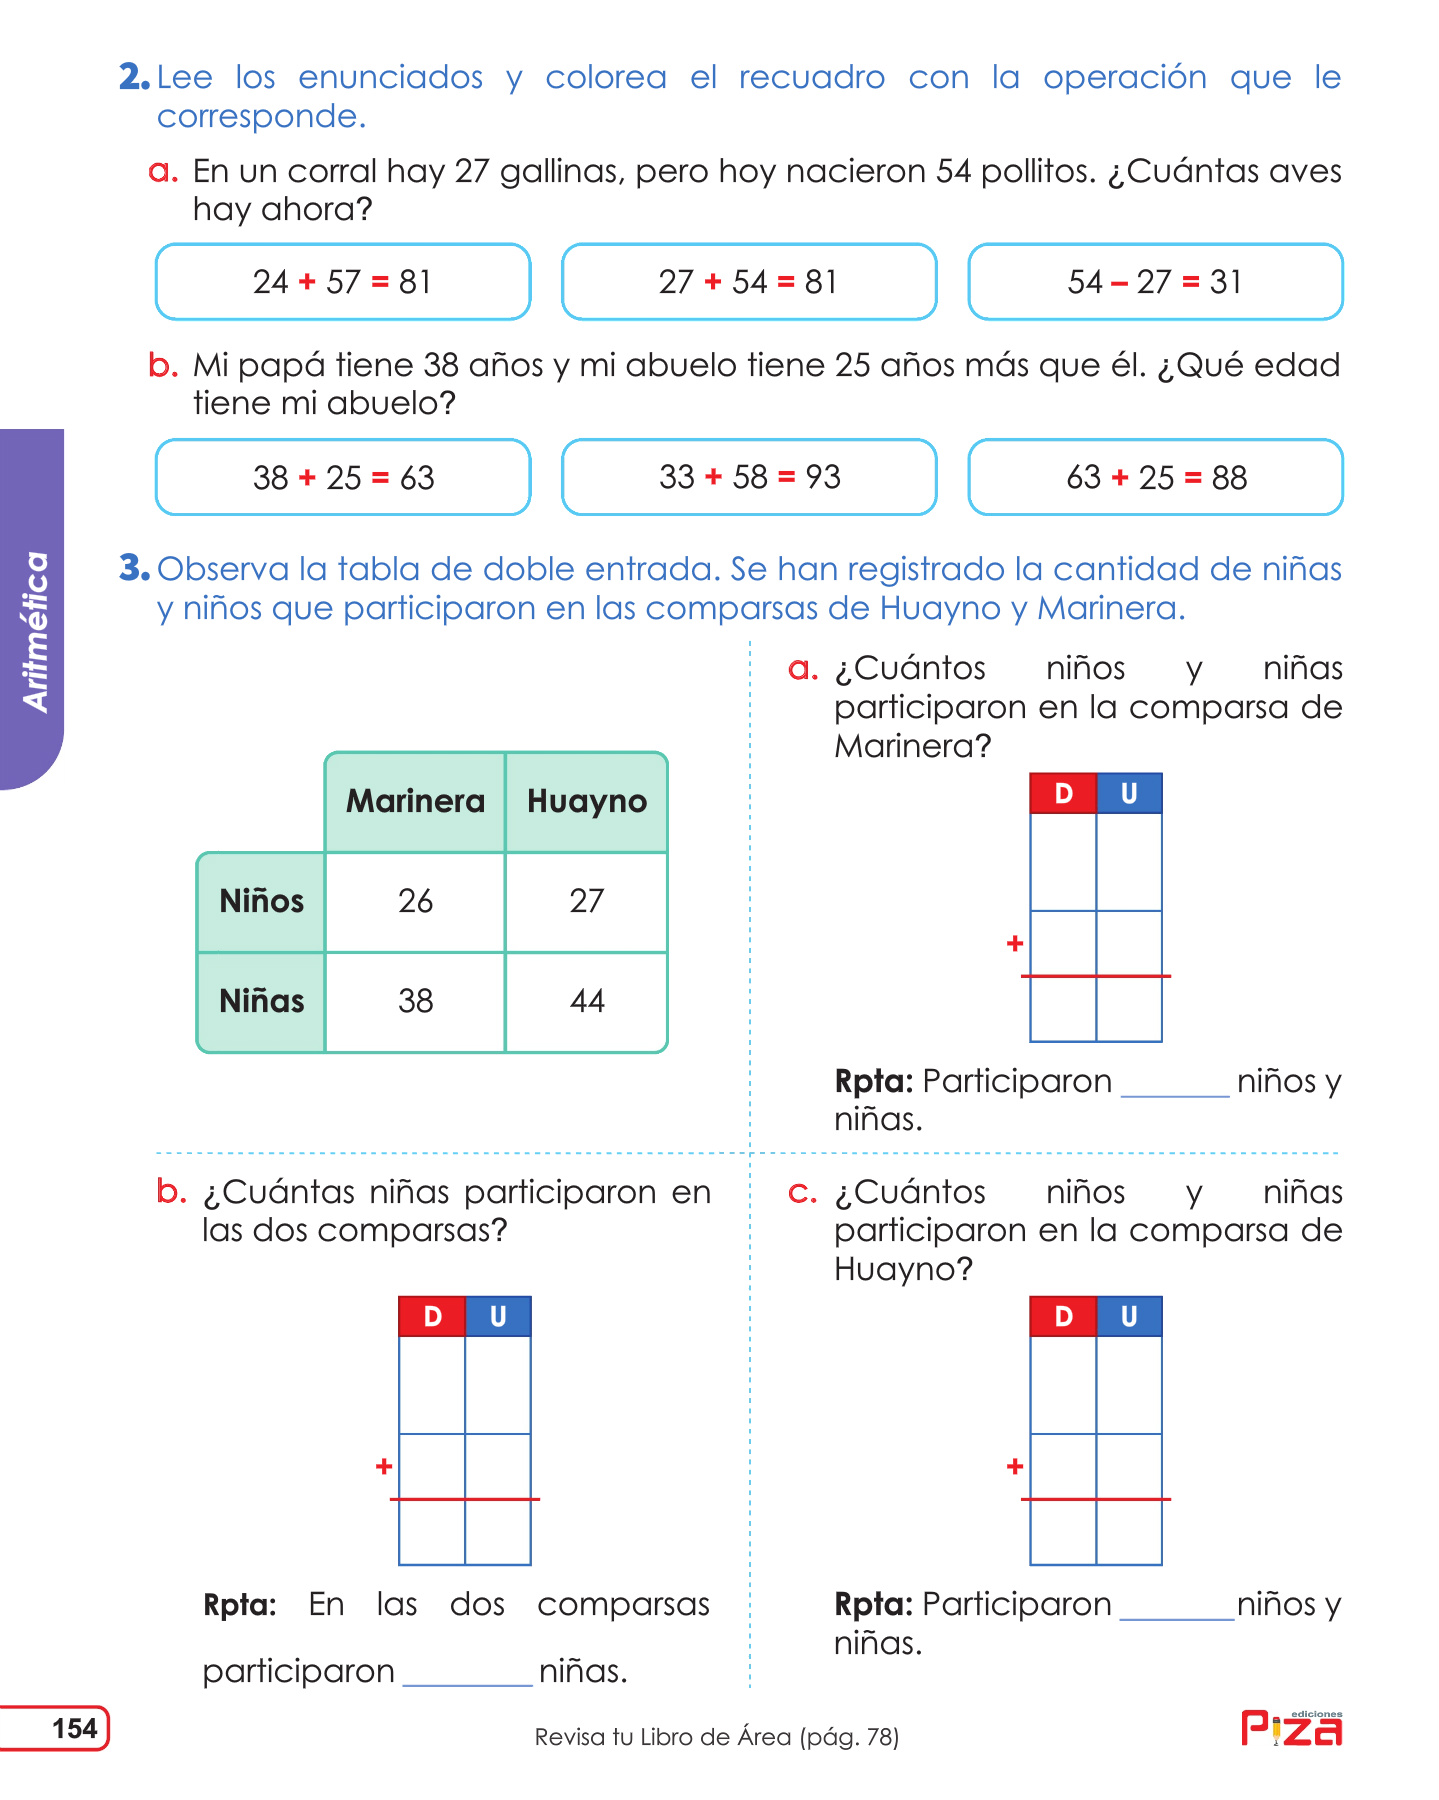 2. Lee los enunciados y colorea el recuadro con la operación que le
corresponde.
a. En un corral hay 27 gallinas, pero hoy nacieron 54 pollitos. ¿Cuántas aves
hay ahora?
24 + 57 = 81
27 + 54 = 81
54 – 27 = 31
b. Mi papá tiene 38 años y mi abuelo tiene 25 años más que él. ¿Qué edad
tiene mi abuelo?
38 + 25 = 63
33 + 58 = 93
63 + 25 = 88
Aritmética
3. Observa la tabla de doble entrada. Se han registrado la cantidad de niñas
y niños que participaron en las comparsas de Huayno y Marinera.
Marinera Huayno
Niños 26 27
Niñas 38 44
a. ¿Cuántos niños y niñas
participaron en la comparsa de
Marinera?
D U
+
Rpta: Participaron ______ niños y
niñas.
b. ¿Cuántas niñas participaron en
las dos comparsas?
D U
+
Rpta: En las dos comparsas
participaron ______ niñas.
c. ¿Cuántos niños y niñas
participaron en la comparsa de
Huayno?
D U
+
Rpta: Participaron ______ niños y
niñas.
154
Revisa tu Libro de Área (pág. 78)
ediciones
Piza